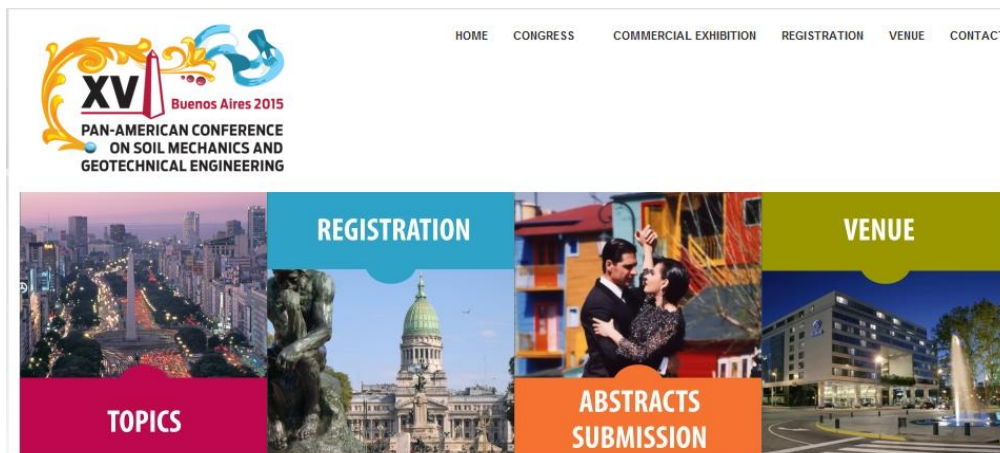 HOME CONGRESS COMMERCIAL EXHIBITION REGISTRATION VENUE CONTACT
XV
Buenos Aires 2015
PAN-AMERICAN CONFERENCE
ON SOIL MECHANICS AND
GEOTECHNICAL ENGINEERING
REGISTRATION
VENUE
TOPICS
ABSTRACTS
SUBMISSION